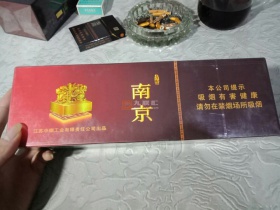 南京
本公司提示
吸烟有害健康
请勿在禁烟场所吸烟
江苏中烟工业有限责任公司出品